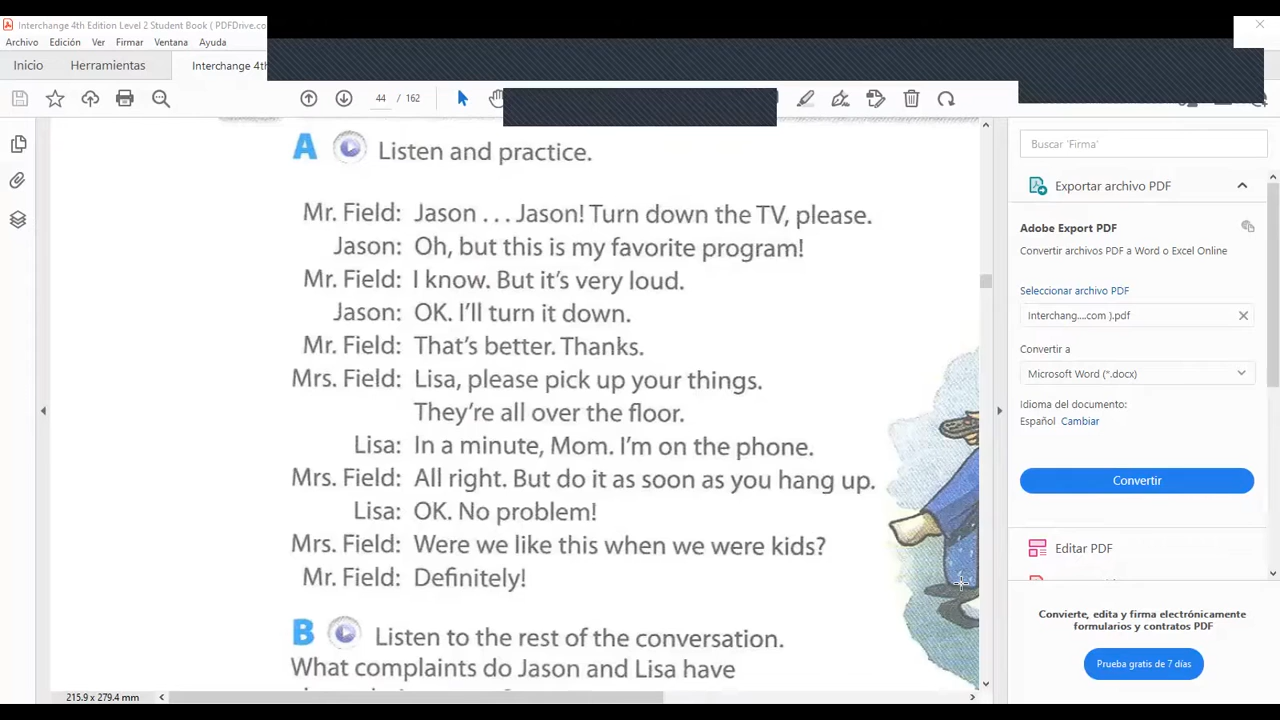 Interchange 4th Edition Level 2 Student Book ( PDFDrive.co
Archivo Edición Ver Firmar Ventana Ayuda
Inicio Herramientas Interchange 4th
44 / 162
A Listen and practice.
Mr. Field: Jason . . . Jason! Turn down the TV, please.
Jason: Oh, but this is my favorite program!
Mr. Field: I know. But it's very loud.
Jason: OK. I'll turn it down.
Mr. Field: That's better. Thanks.
Mrs. Field: Lisa, please pick up your things.
They're all over the floor.
Lisa: In a minute, Mom. I'm on the phone.
Mrs. Field: All right. But do it as soon as you hang up.
Lisa: OK. No problem!
Mrs. Field: Were we like this when we were kids?
Mr. Field: Definitely!
B Listen to the rest of the conversation.
What complaints do Jason and Lisa have
215.9 x 279.4 mm
Buscar 'Firma'
Exportar archivo PDF
Adobe Export PDF
Convertir archivos PDF a Word o Excel Online
Seleccionar archivo PDF
Interchang....com ).pdf
Convertir a
Microsoft Word (*.docx)
Idioma del documento:
Español Cambiar
Convertir
Editar PDF
Convierte, edita y firma electrónicamente
formularios y contratos PDF
Prueba gratis de 7 días